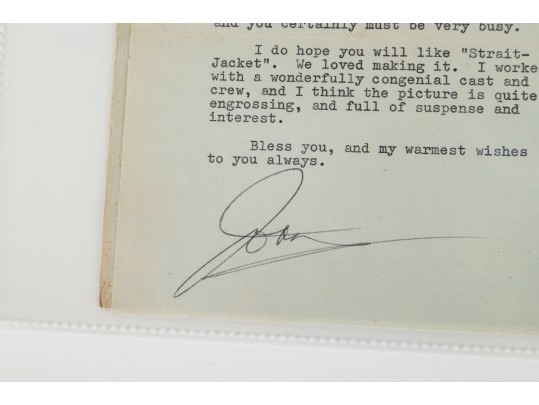 and you certainly must be very busy.
I do hope you will like "Strait-
Jacket". We loved making it. I worke
with a wonderfully congenial cast and
crew, and I think the picture is quite
engrossing, and full of suspense and
interest.
Bless you, and my warmest wishes
to you always.
Joan